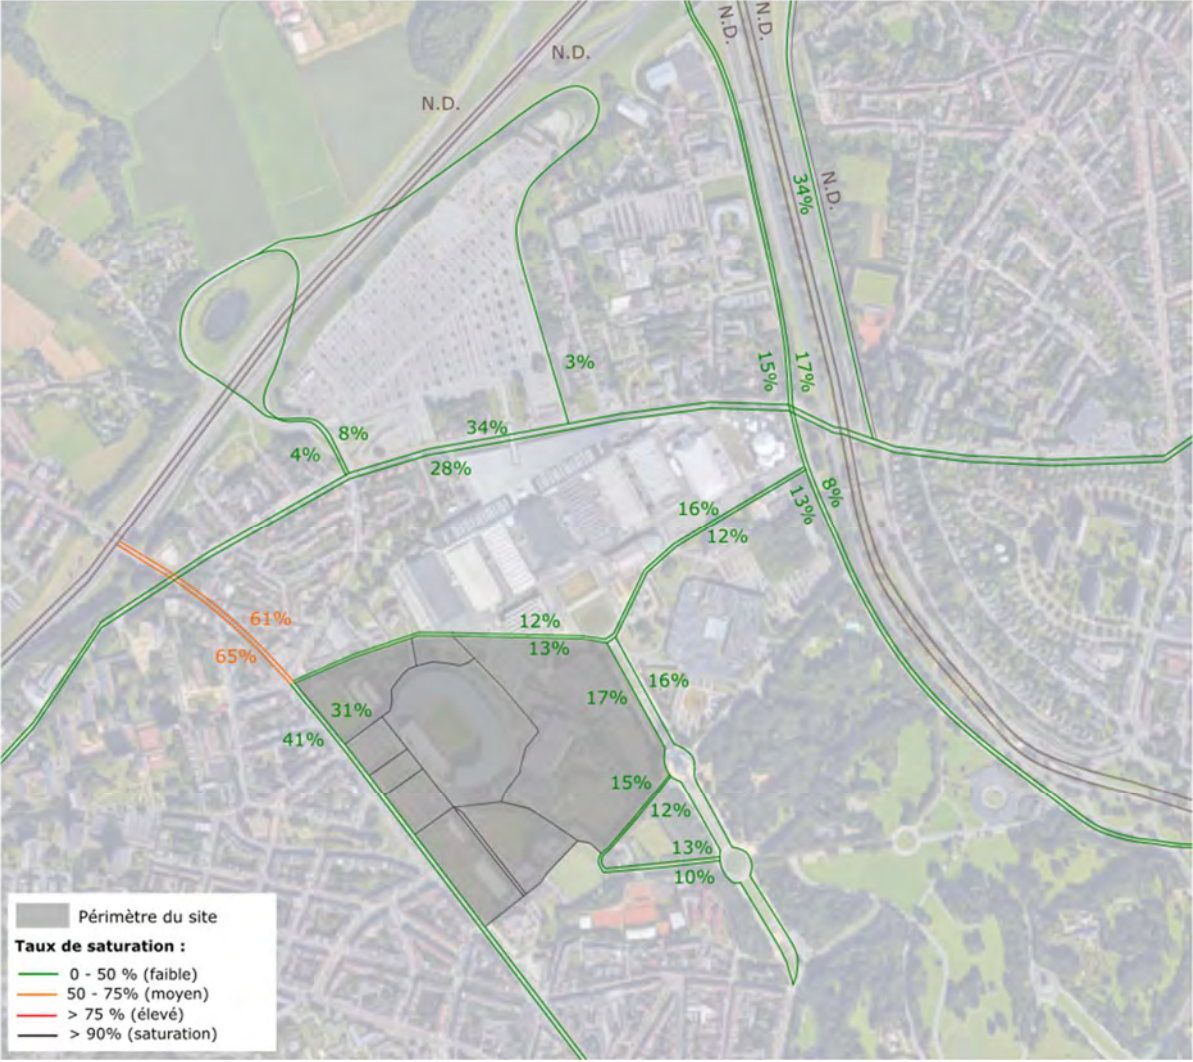 N.D.
N.D.
N.D.
N.D.
34%
N.D.
3%
15%
17%
34%
8%
4%
28%
8%
13%
16%
12%
61%
65%
12%
13%
16%
17%
31%
41%
15%
12%
13%
10%
Périmètre du site
Taux de saturation :
0 - 50 % (faible)
50 - 75% (moyen)
> 75 % (élevé)
> 90% (saturation)